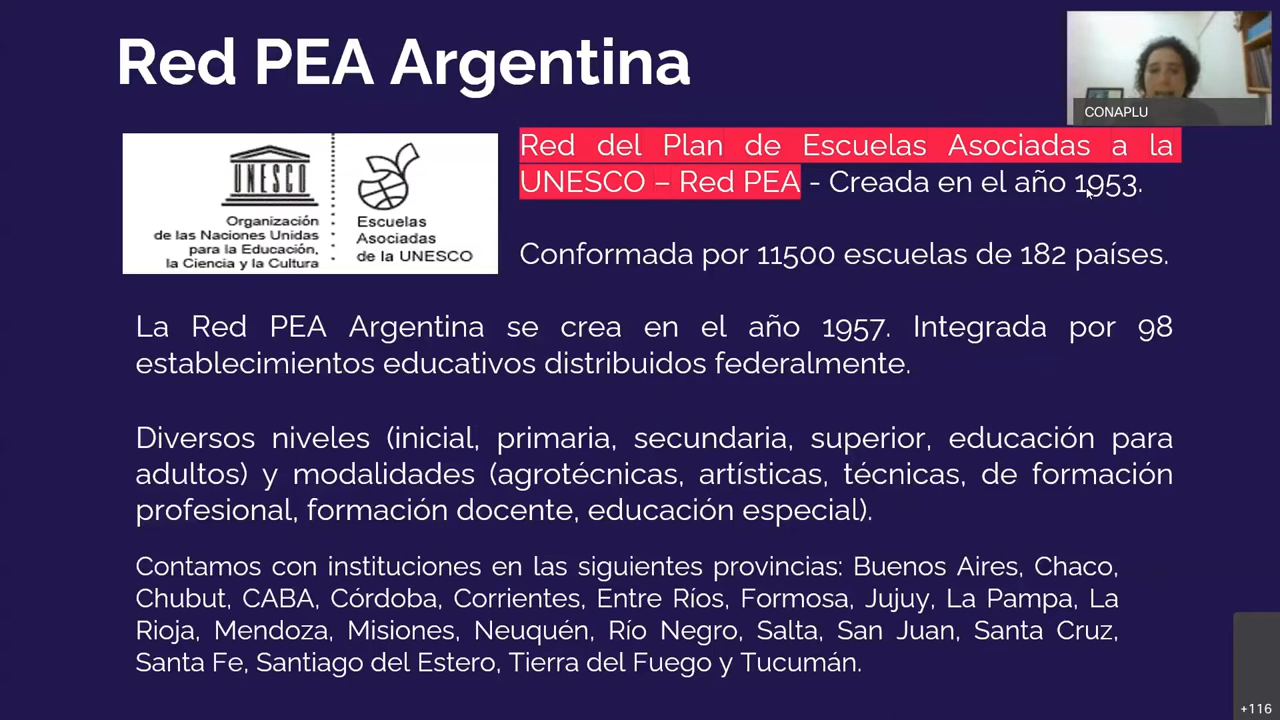 Red PEA Argentina
CONAPLU
UNESCO
Organización
de las Naciones Unidas
para la Educación,
la Ciencia y la Cultura
Escuelas
Asociadas
de la UNESCO
Red del Plan de Escuelas Asociadas a la
UNESCO – Red PEA - Creada en el año 1953.
Conformada por 11500 escuelas de 182 países.
La Red PEA Argentina se crea en el año 1957. Integrada por 98
establecimientos educativos distribuidos federalmente.
Diversos niveles (inicial, primaria, secundaria, superior, educación para
adultos) y modalidades (agrotécnicas, artísticas, técnicas, de formación
profesional, formación docente, educación especial).
Contamos con instituciones en las siguientes provincias: Buenos Aires, Chaco,
Chubut, CABA, Córdoba, Corrientes, Entre Ríos, Formosa, Jujuy, La Pampa, La
Rioja, Mendoza, Misiones, Neuquén, Río Negro, Salta, San Juan, Santa Cruz,
Santa Fe, Santiago del Estero, Tierra del Fuego y Tucumán.
+116